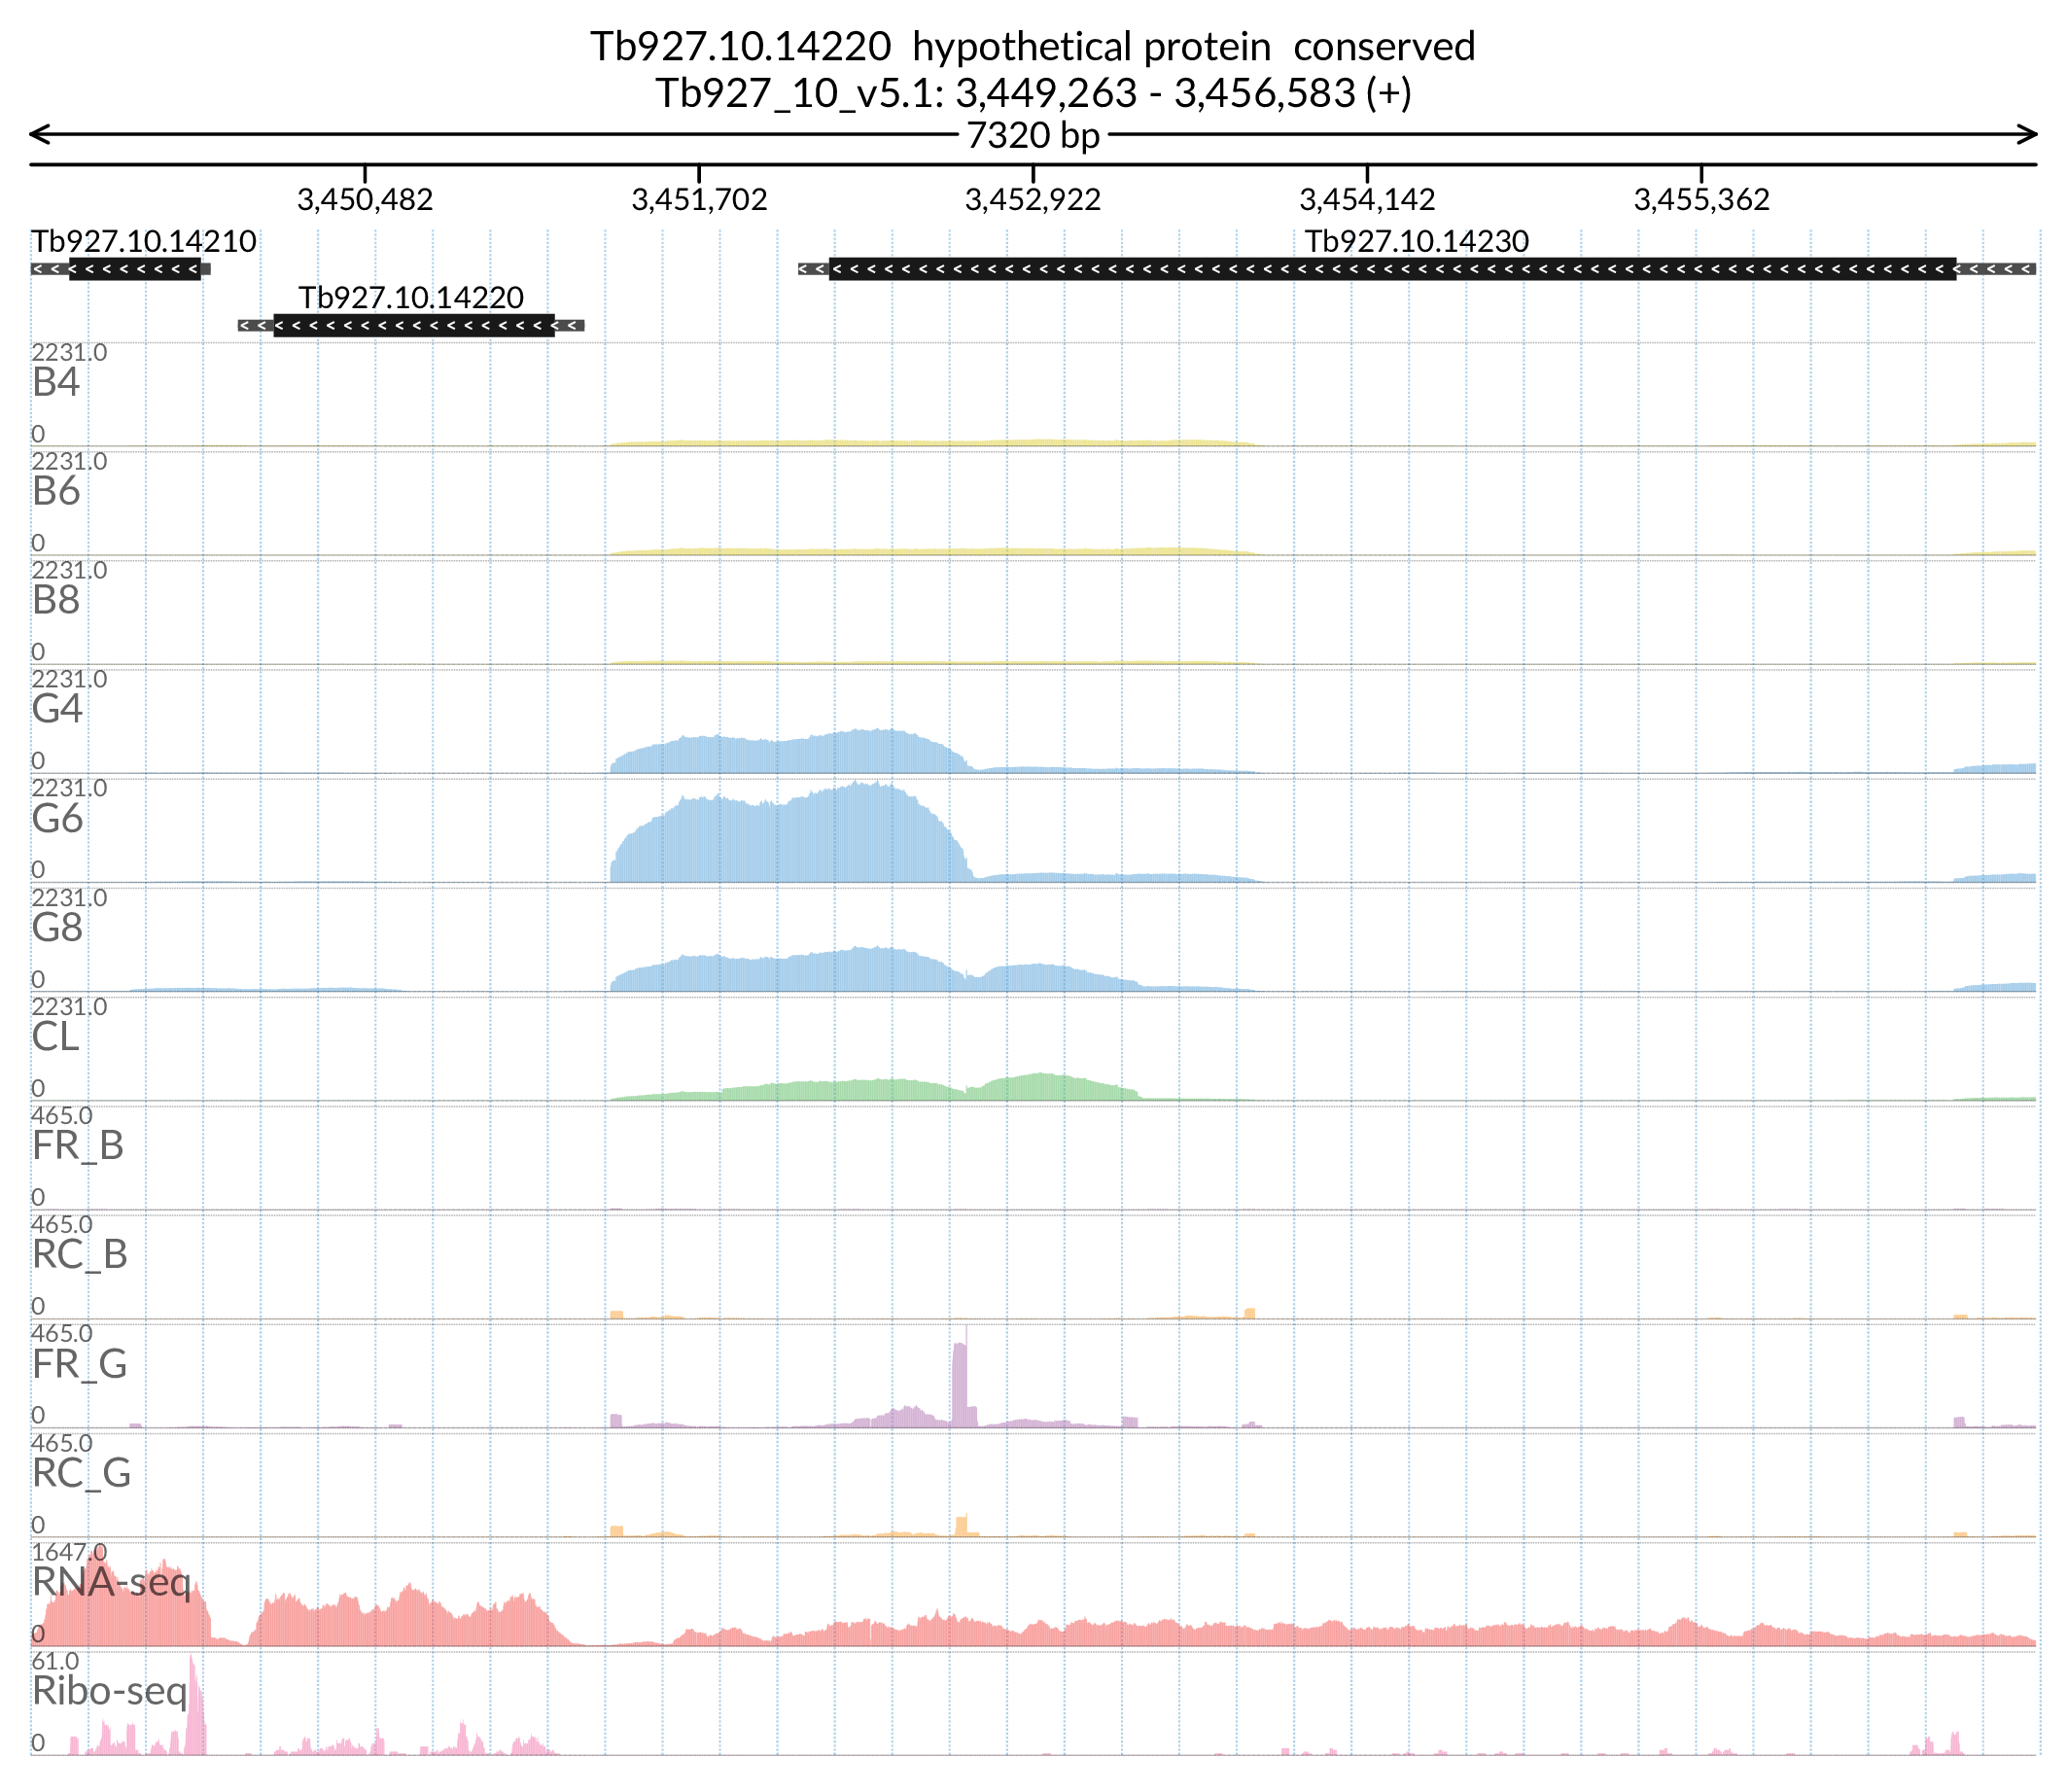 Tb927.10.14220 hypothetical protein conserved
Tb927_10_v5.1: 3,449,263 - 3,456,583 (+)
7320 bp
3,450,482 3,451,702 3,452,922 3,454,142 3,455,362
Tb927.10.14210 Tb927.10.14230
Tb927.10.14220
2231.0
B4
0
2231.0
B6
0
2231.0
B8
0
2231.0
G4
0
2231.0
G6
0
2231.0
G8
0
2231.0
CL
0
465.0
FR_B
0
465.0
RC_B
0
465.0
FR_G
0
465.0
RC_G
0
1647.0
RNA-seq
0
61.0
Ribo-seq
0